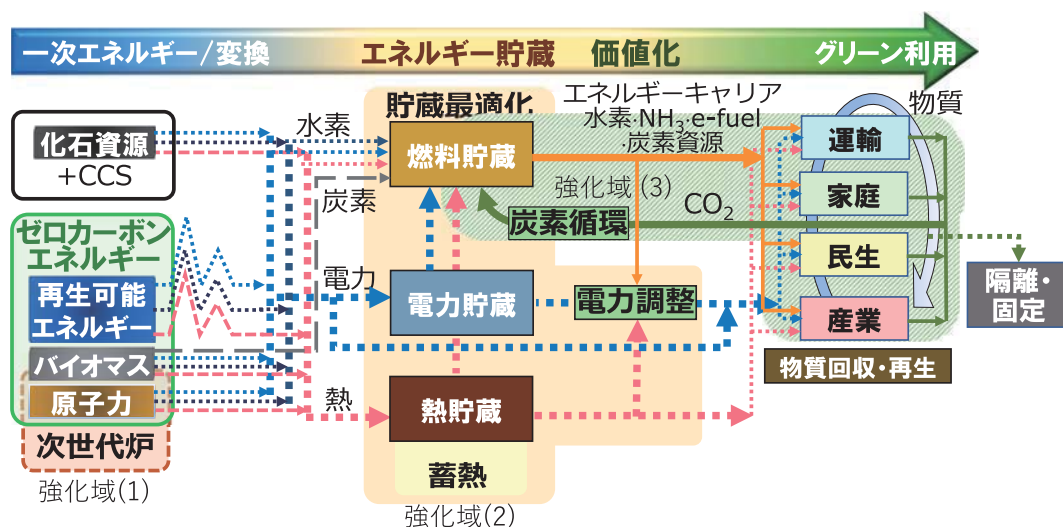 一次エネルギー/変換
エネルギー貯蔵
価値化
グリーン利用
化石資源
+CCS
ゼロカーボン
エネルギー
再生可能
エネルギー
バイオマス
原子力
次世代炉
強化域(1)
水素
炭素
電力
熱
貯蔵最適化
燃料貯蔵
電力貯蔵
熱貯蔵
蓄熱
強化域(2)
エネルギーキャリア
水素・NH₃・e-fuel
・炭素資源
強化域(3)
炭素循環
CO₂
電力調整
物質
運輸
家庭
民生
産業
物質回収・再生
隔離・
固定